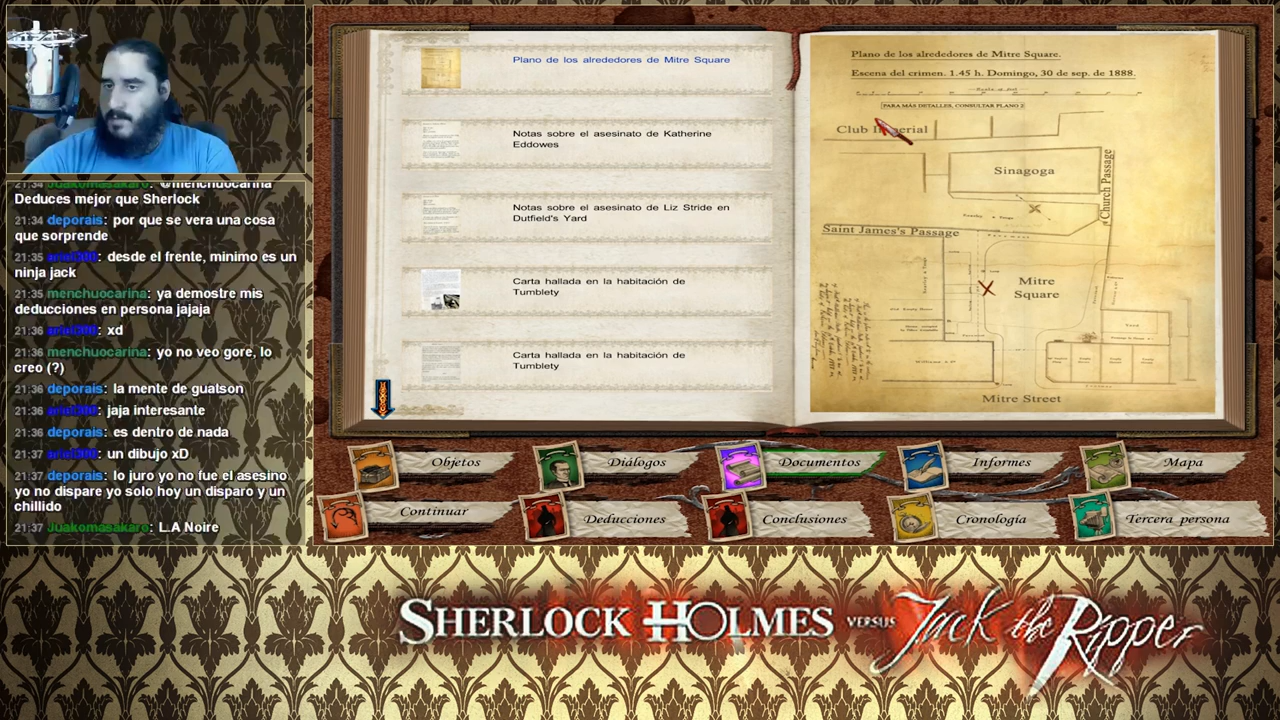 21:34 Juakomasakaro: @menchuocarina
Deduces mejor que Sherlock
21:34 deporais: por que se vera una cosa
que sorprende
21:35 : desde el frente, minimo es un
ninja jack
21:35 menchuocarina: ya demostre mis
deducciones en persona jajaja
21:36 : xd
21:36 menchuocarina: yo no veo gore, lo
creo (?)
21:36 deporais: la mente de guatson
21:36 : jaja interesante
21:36 deporais: es dentro de nada
21:37 : un dibujo xD
21:37 deporais: lo juro yo no fue el asesino
yo no dispare yo solo hoy un disparo y un
chillido
21:37 Juakomasakaro: L.A Noire
Plano de los alrededores de Mitre Square
Notas sobre el asesinato de Katherine
Eddowes
Notas sobre el asesinato de Liz Stride en
Dutfield's Yard
Carta hallada en la habitación de
Tumblety
Carta hallada en la habitación de
Tumblety
Plano de los alrededores de Mitre Square.
Escena del crimen. 1.45 h. Domingo, 30 de sep. de 1888.
PARA MÁS DETALLES, CONSULTAR PLANO 2
Club Imperial
Sinagoga
Church Passage
Saint James's Passage
Mitre
Square
Yard
Mitre Street
Objetos
Diálogos
Documentos
Informes
Mapa
Continuar
Deducciones
Conclusiones
Cronología
Tercera persona
SHERLOCK HOLMES VERSUS Jack the Ripper